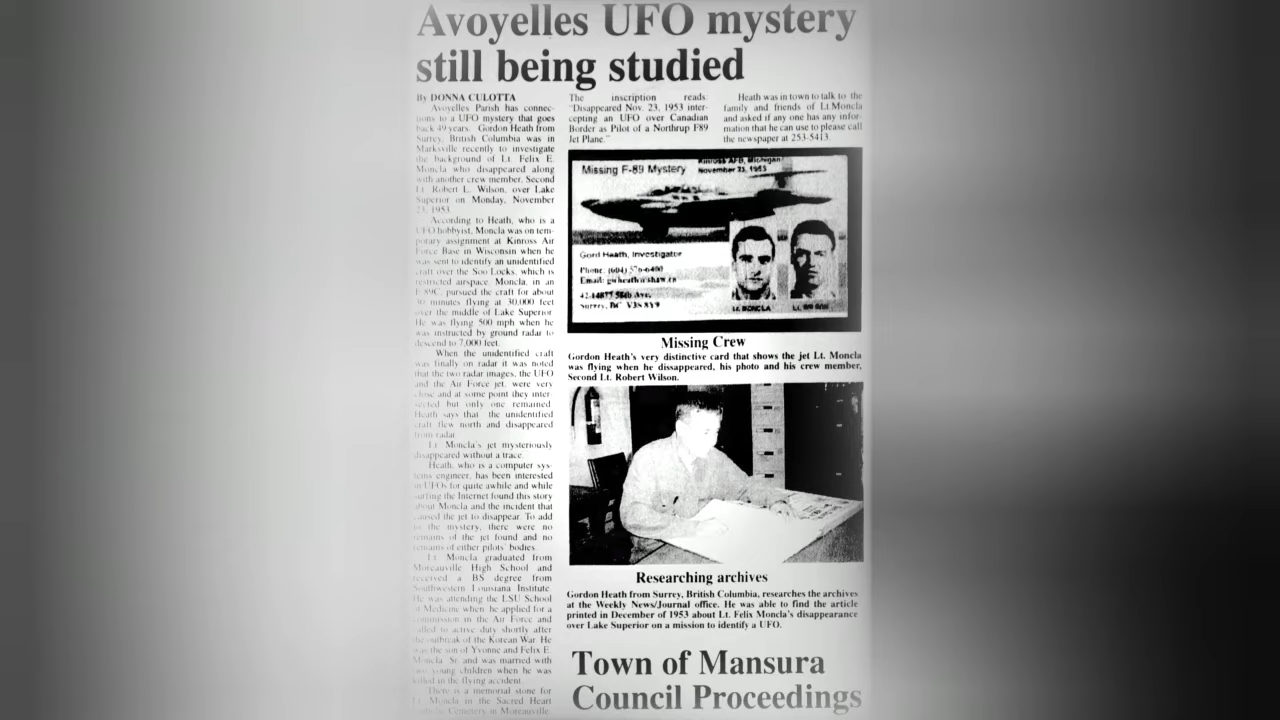 Avoyelles UFO mystery
still being studied
By DONNA CULOTTA
Avoyelles Parish has connec-
tions to a UFO mystery that goes
back 49 years. Gordon Heath from
Surrey, British Columbia was in
Marksville recently to investigate
the background of Lt. Felix E.
Moncla who disappeared along
with another crew member, Second
Lt. Robert L. Wilson, over Lake
Superior on Monday, November
23, 1953.
According to Heath, who is a
UFO hobbyist, Moncla was on tem-
porary assignment at Kinross Air
Force Base in Wisconsin when he
was sent to identify an unidentified
craft over the Soo Locks, which is
restricted airspace. Moncla, in an
F-89C, pursued the craft for about
30 minutes flying at 30,000 feet
over the middle of Lake Superior.
He was flying 500 mph when he
was instructed by ground radar to
descend to 7,000 feet.
When the unidentified craft
was finally on radar it was noted
that the two radar images, the UFO
and the Air Force jet, were very
close and at some point they inter-
sected but only one remained.
Heath says that the unidentified
craft flew north and disappeared
from radar.
Lt. Moncla's jet mysteriously
disappeared without a trace.
Heath, who is a computer sys-
tems engineer, has been interested
in UFOs for quite awhile and while
surfing the Internet found this story
about Moncla and the incident that
caused the jet to disappear. To add
to the mystery, there were no
remains of the jet found and no
remains of either pilots' bodies.
Lt. Moncla graduated from
Moreauville High School and
received a BS degree from
Southwestern Louisiana Institute.
He was attending the LSU School
of Medicine when he applied for a
commission in the Air Force and
called to active duty shortly after
the outbreak of the Korean War. He
was the son of Yvonne and Felix E.
Moncla Sr. and was married with
two young children when he was
killed in the flying accident.
There is a memorial stone for
Lt. Moncla in the Sacred Heart
Cemetery in Moreauville.
The inscription reads:
"Disappeared Nov. 23, 1953 inter-
cepting an UFO over Canadian
Border as Pilot of a Northrup F89
Jet Plane."
Heath was in town to talk to the
family and friends of Lt.Moncla
and asked if any one has any infor-
mation that he can use to please call
the newspaper at 253-5413.
Missing F-89 Mystery
Kinross AFB, Michigan
November 23, 1953
Gord Heath, Investigator
Phone: (604)
Email:
Surrey, BC V3S 8Y9
Lt. MONCLA
Lt. WILSON
Missing Crew
Gordon Heath's very distinctive card that shows the jet Lt. Moncla
was flying when he disappeared, his photo and his crew member,
Second Lt. Robert Wilson.
Researching archives
Gordon Heath from Surrey, British Columbia, researches the archives
at the Weekly News/Journal office. He was able to find the article
printed in December of 1953 about Lt. Felix Moncla's disappearance
over Lake Superior on a mission to identify a UFO.
Town of Mansura
Council Proceedings